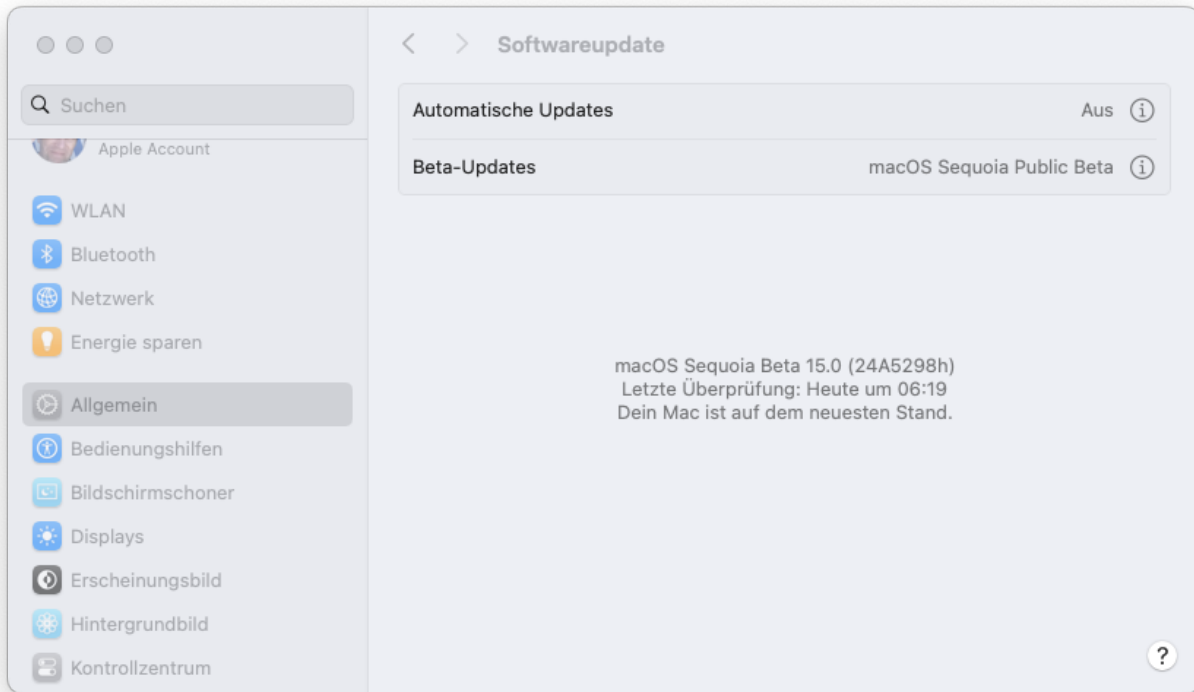 Suchen
Apple Account
WLAN
Bluetooth
Netzwerk
Energie sparen
Allgemein
Bedienungshilfen
Bildschirmschoner
Displays
Erscheinungsbild
Hintergrundbild
Kontrollzentrum
Softwareupdate
Automatische Updates Aus
Beta-Updates macOS Sequoia Public Beta
macOS Sequoia Beta 15.0 (24A5298h)
Letzte Überprüfung: Heute um 06:19
Dein Mac ist auf dem neuesten Stand.
?